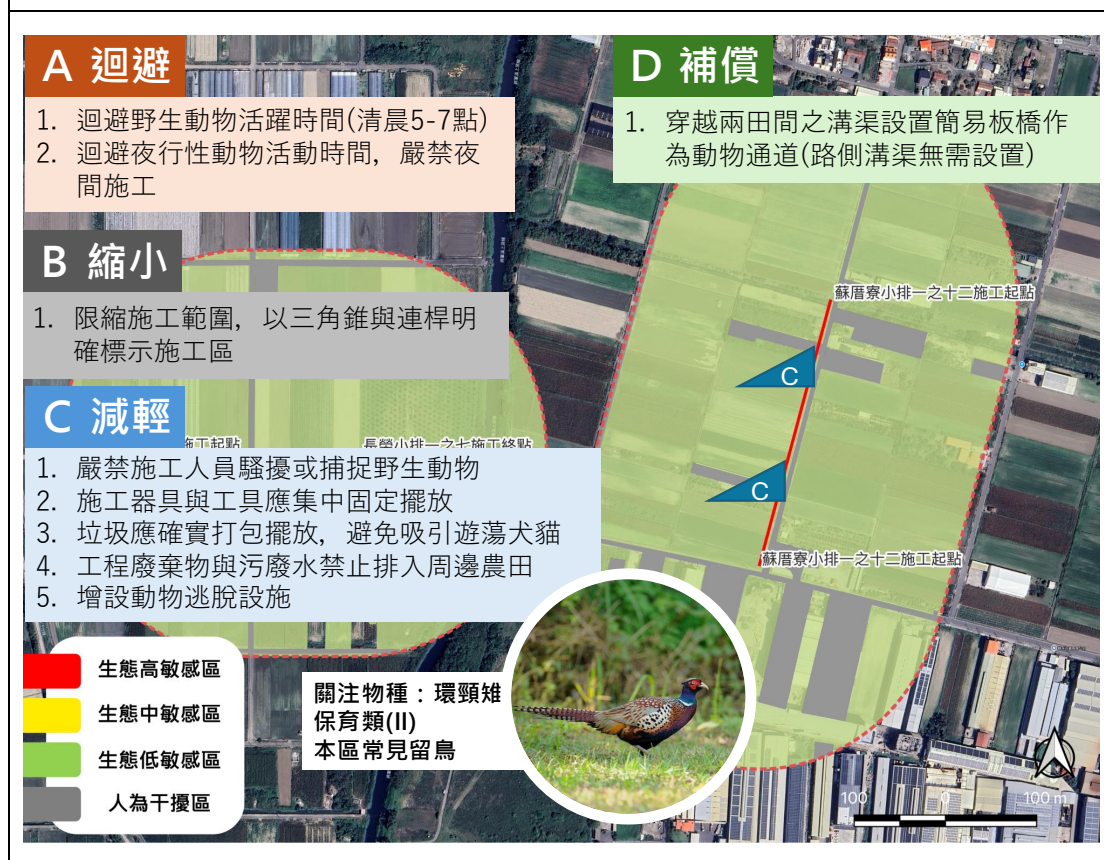 A 迴避
1. 迴避野生動物活躍時間(清晨5-7點)
2. 迴避夜行性動物活動時間，嚴禁夜
間施工
B 縮小
1. 限縮施工範圍，以三角錐與連桿明
確標示施工區
C 減輕
施工起點
長榮小排一之七施工終點
1. 嚴禁施工人員騷擾或捕捉野生動物
2. 施工器具與工具應集中固定擺放
3. 垃圾應確實打包擺放，避免吸引遊蕩犬貓
4. 工程廢棄物與污廢水禁止排入周邊農田
5. 增設動物逃脫設施
D 補償
1. 穿越兩田間之溝渠設置簡易板橋作
為動物通道(路側溝渠無需設置)
蘇厝寮小排一之十二施工起點
C
C
蘇厝寮小排一之十二施工起點
生態高敏感區
生態中敏感區
生態低敏感區
人為干擾區
關注物種：環頸雉
保育類(II)
本區常見留鳥
100 0 100 m